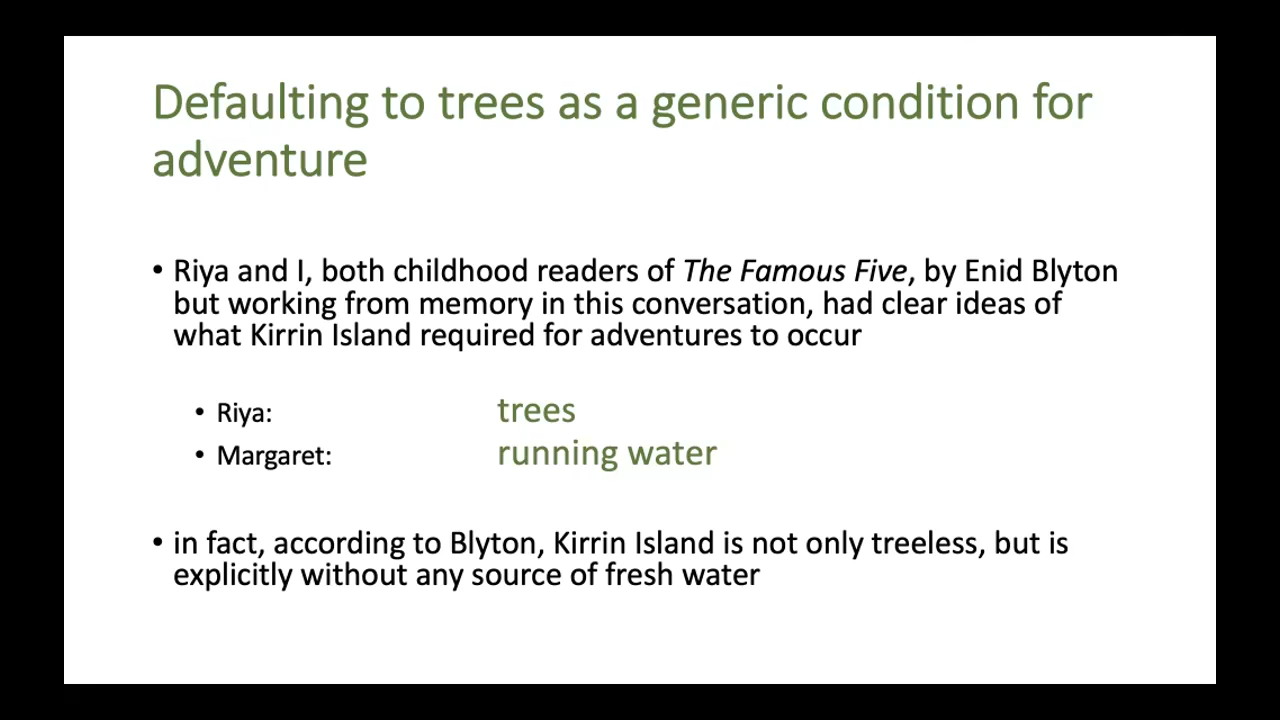 Defaulting to trees as a generic condition for
adventure
• Riya and I, both childhood readers of The Famous Five, by Enid Blyton
but working from memory in this conversation, had clear ideas of
what Kirrin Island required for adventures to occur
• Riya: trees
• Margaret: running water
• in fact, according to Blyton, Kirrin Island is not only treeless, but is
explicitly without any source of fresh water